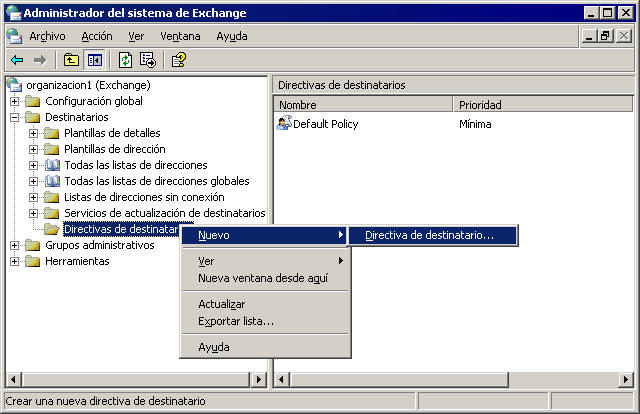 Administrador del sistema de Exchange
Archivo Acción Ver Ventana Ayuda
organizacion1 (Exchange)
Configuración global
Destinatarios
Plantillas de detalles
Plantillas de dirección
Todas las listas de direcciones
Todas las listas de direcciones globales
Listas de direcciones sin conexión
Servicios de actualización de destinatarios
Directivas de destinatar
Grupos administrativos
Herramientas
Directivas de destinatarios
Nombre Prioridad
Default Policy Mínima
Nuevo
Ver
Nueva ventana desde aquí
Actualizar
Exportar lista...
Ayuda
Directiva de destinatario...
Crear una nueva directiva de destinatario